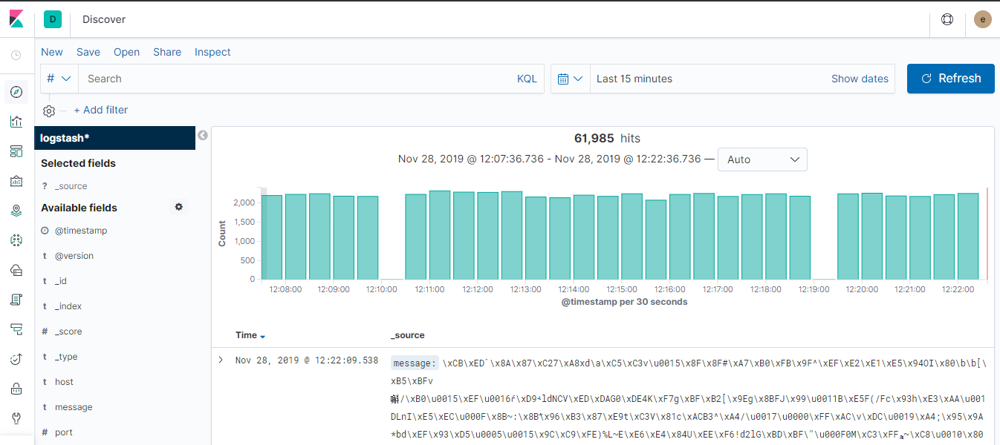 D Discover e
New Save Open Share Inspect
# Search KQL Last 15 minutes Show dates Refresh
+ Add filter
logstash*
Selected fields
? _source
Available fields
@timestamp
t @version
t _id
t _index
# _score
t _type
t host
t message
# port
61,985 hits
Nov 28, 2019 @ 12:07:36.736 - Nov 28, 2019 @ 12:22:36.736 — Auto
Count
2,000
1,500
1,000
500
0
12:08:00 12:09:00 12:10:00 12:11:00 12:12:00 12:13:00 12:14:00 12:15:00 12:16:00 12:17:00 12:18:00 12:19:00 12:20:00 12:21:00 12:22:00
@timestamp per 30 seconds
Time _source
Nov 28, 2019 @ 12:22:09.538 message: \xCB\xED`\x8A\x87\xC27\xA8xd\a\xC5\xC3v\u0015\x8F\x8F#\xA7\xB0\xFB\x9F^\xEF\xE2\xE1\xE5\x94OI\x80\b\b[\
xB5\xBFv
/\xB0\u0015\xEF\u0016ṙ\xD9 ldNCV\xED\xDAG0\xDE4K\xF7g\xBF\xB2[\x9Eg\x8BFJ\x99\u0011B\xE5F(/Fc\x93h\xE3\xAA\u001
DLnI\xE5\xEC\u000F\x8B~:\x8B \x96\xB3\x87\xE9t\xC3V\x81c\xACB3^\xA4/\u0017\u0000\xFF\xAC\v\xDC\u0019\xA4;\x95\x9A
*bd\xEF\x93\xD5\u0005\u0015\x9C\xC9\xFE)%L~E\xE6\xE4\x84U\xEE\xF6!d2lG\xBD\xBF\"\u000F0M\xC3\xFF ~\xC8\u0010\x80